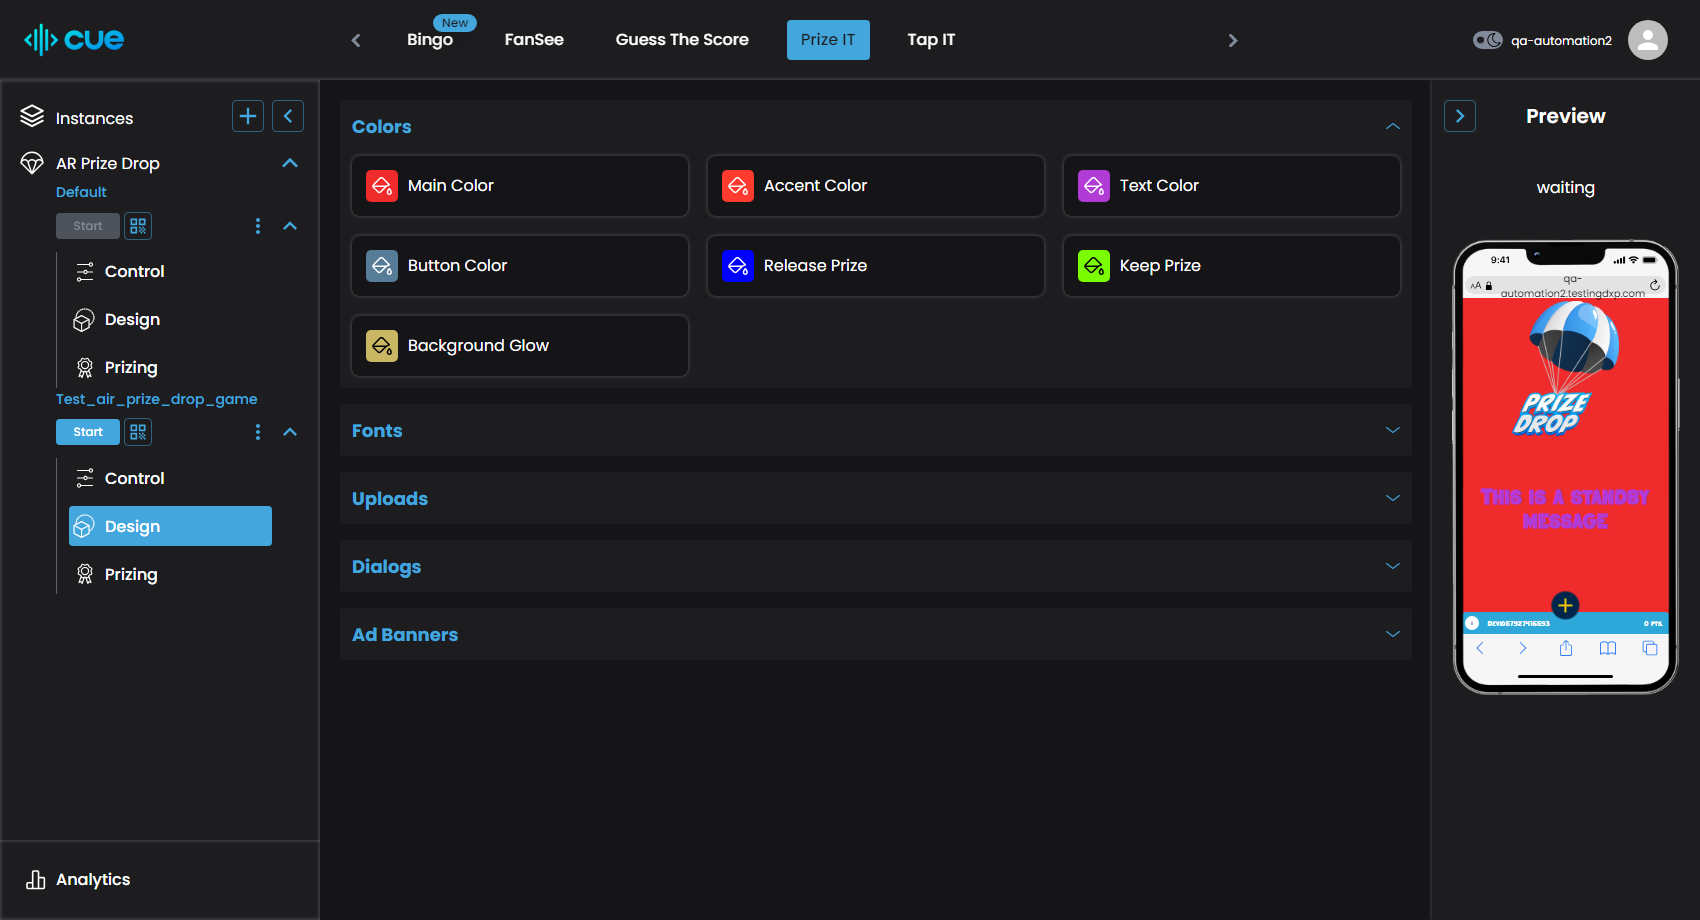 cue
New
Bingo
FanSee
Guess The Score
Prize IT
Tap IT
qa-automation2
Instances
AR Prize Drop
Default
Start
Control
Design
Prizing
Test_air_prize_drop_game
Start
Control
Design
Prizing
Analytics
Colors
Main Color
Accent Color
Text Color
Button Color
Release Prize
Keep Prize
Background Glow
Fonts
Uploads
Dialogs
Ad Banners
Preview
waiting
9:41
AA
qa-
automation2.testingdxp.com
PRIZE
DROP
THIS IS A STANDBY
MESSAGE
0 PTS.